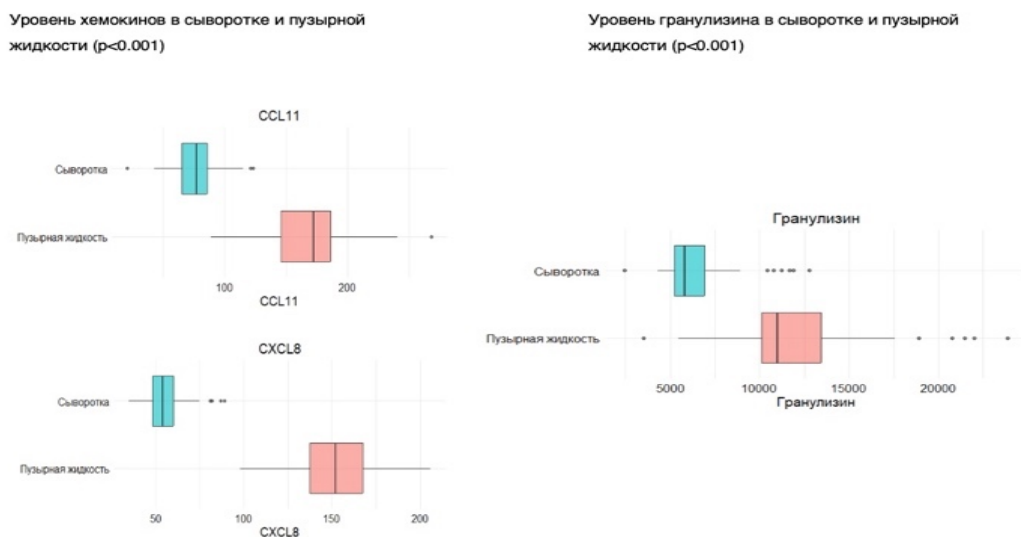 Уровень хемокинов в сыворотке и пузырной
жидкости (p<0.001)
CCL11
Сыворотка
Пузырная жидкость
100 200
CCL11
CXCL8
Сыворотка
Пузырная жидкость
50 100 150 200
CXCL8
Уровень гранулизина в сыворотке и пузырной
жидкости (p<0.001)
Гранулизин
Сыворотка
Пузырная жидкость
5000 10000 15000 20000
Гранулизин